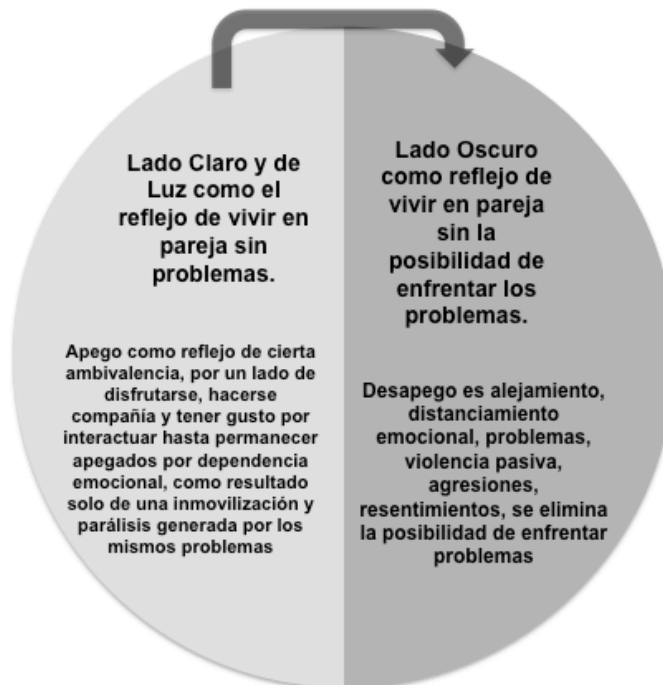 Lado Claro y de
Luz como el
reflejo de vivir en
pareja sin
problemas.
Apego como reflejo de cierta
ambivalencia, por un lado de
disfrutarse, hacerse
compañía y tener gusto por
interactuar hasta permanecer
apegados por dependencia
emocional, como resultado
solo de una inmovilización y
parálisis generada por los
mismos problemas
Lado Oscuro
como reflejo de
vivir en pareja
sin la
posibilidad de
enfrentar los
problemas.
Desapego es alejamiento,
distanciamiento
emocional, problemas,
violencia pasiva,
agresiones,
resentimientos, se elimina
la posibilidad de enfrentar
problemas